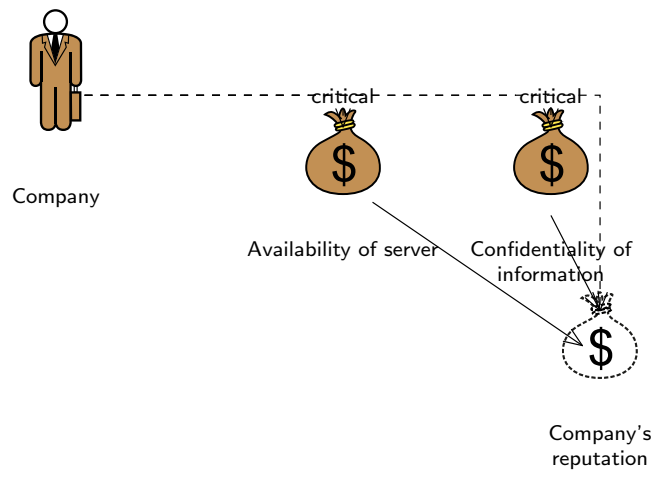 critical
critical
$
$
Company
Availability of server
Confidentiality of
information
$
Company's
reputation